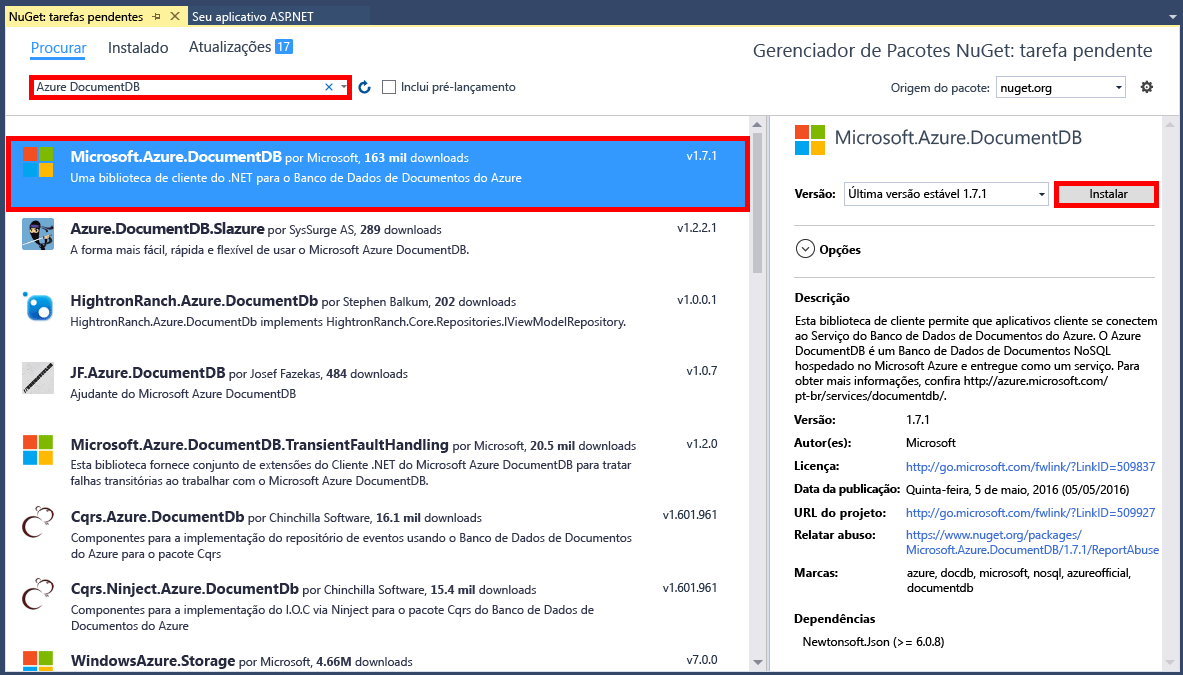 NuGet: tarefas pendentes
Seu aplicativo ASP.NET
Procurar Instalado Atualizações 17
Gerenciador de Pacotes NuGet: tarefa pendente
Azure DocumentDB
Inclui pré-lançamento
Origem do pacote: nuget.org
Microsoft.Azure.DocumentDB por Microsoft, 163 mil downloads v1.7.1
Uma biblioteca de cliente do .NET para o Banco de Dados de Documentos do Azure
Azure.DocumentDB.Slazure por SysSurge AS, 289 downloads v1.2.2.1
A forma mais fácil, rápida e flexível de usar o Microsoft Azure DocumentDB.
HightronRanch.Azure.DocumentDb por Stephen Balkum, 202 downloads v1.0.0.1
HightronRanch.Azure.DocumentDb implements HightronRanch.Core.Repositories.IViewModelRepository.
JF.Azure.DocumentDB por Josef Fazekas, 484 downloads v1.0.7
Ajudante do Microsoft Azure DocumentDB
Microsoft.Azure.DocumentDB.TransientFaultHandling por Microsoft, 20.5 mil downloads v1.2.0
Esta biblioteca fornece conjunto de extensões do Cliente .NET do Microsoft Azure DocumentDB para tratar
falhas transitórias ao trabalhar com o Microsoft Azure DocumentDB.
Cqrs.Azure.DocumentDb por Chinchilla Software, 16.1 mil downloads v1.601.961
Componentes para a implementação do repositório de eventos usando o Banco de Dados de Documentos
do Azure para o pacote Cqrs
Cqrs.Ninject.Azure.DocumentDb por Chinchilla Software, 15.4 mil downloads v1.601.961
Componentes para a implementação do I.O.C via Ninject para o pacote Cqrs do Banco de Dados de
Documentos do Azure
WindowsAzure.Storage por Microsoft, 4.66M downloads v7.0.0
Microsoft.Azure.DocumentDB
Versão: Última versão estável 1.7.1 Instalar
Opções
Descrição
Esta biblioteca de cliente permite que aplicativos cliente se conectem
ao Serviço do Banco de Dados de Documentos do Azure. O Azure
DocumentDB é um Banco de Dados de Documentos NoSQL
hospedado no Microsoft Azure e entregue como um serviço. Para
obter mais informações, confira http://azure.microsoft.com/
pt-br/services/documentdb/.
Versão: 1.7.1
Autor(es): Microsoft
Licença: http://go.microsoft.com/fwlink/?LinkID=509837
Data da publicação: Quinta-feira, 5 de maio, 2016 (05/05/2016)
URL do projeto: http://go.microsoft.com/fwlink/?LinkID=509927
Relatar abuso: https://www.nuget.org/packages/
Microsoft.Azure.DocumentDB/1.7.1/ReportAbuse
Marcas: azure, docdb, microsoft, nosql, azureofficial,
documentdb
Dependências
Newtonsoft.Json (>= 6.0.8)